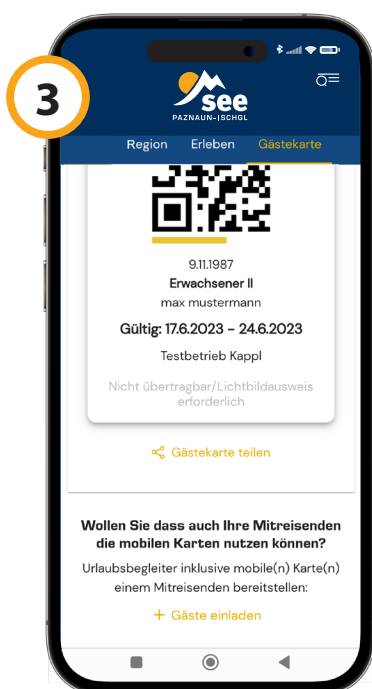 3
see
PAZNAUN-ISCHGL
Region Erleben Gästekarte
9.11.1987
Erwachsener II
max mustermann
Gültig: 17.6.2023 - 24.6.2023
Testbetrieb Kappl
Nicht übertragbar/Lichtbildausweis
erforderlich
Gästekarte teilen
Wollen Sie dass auch Ihre Mitreisenden
die mobilen Karten nutzen können?
Urlaubsbegleiter inklusive mobile(n) Karte(n)
einem Mitreisenden bereitstellen:
+ Gäste einladen